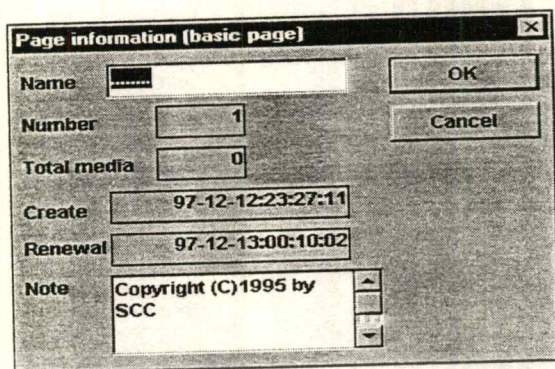 Page information (basic page)
Name
OK
Number 1
Cancel
Total media 0
Create 97-12-12:23:27:11
Renewal 97-12-13:00:10:02
Note Copyright (C)1995 by
SCC